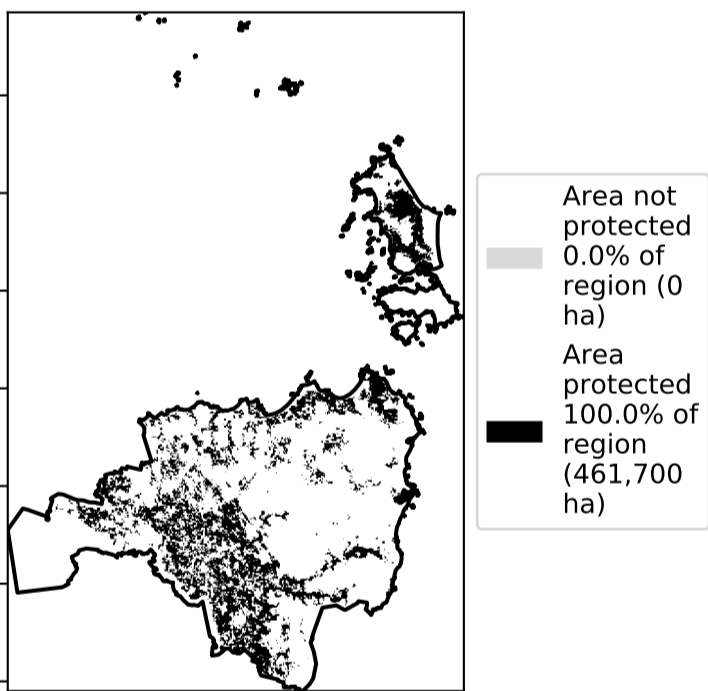 Area not
protected
0.0% of
region (0
ha)
Area
protected
100.0% of
region
(461,700
ha)